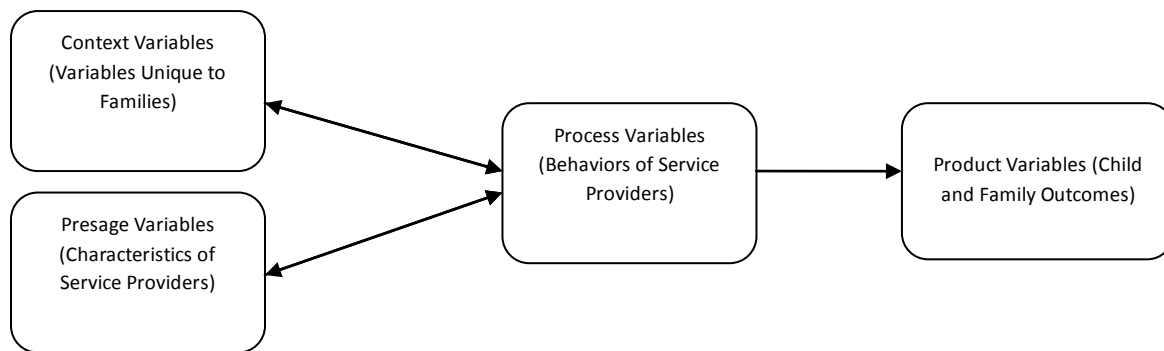 Context Variables
(Variables Unique to
Families)
Presage Variables
(Characteristics of
Service Providers)
Process Variables
(Behaviors of Service
Providers)
Product Variables (Child
and Family Outcomes)